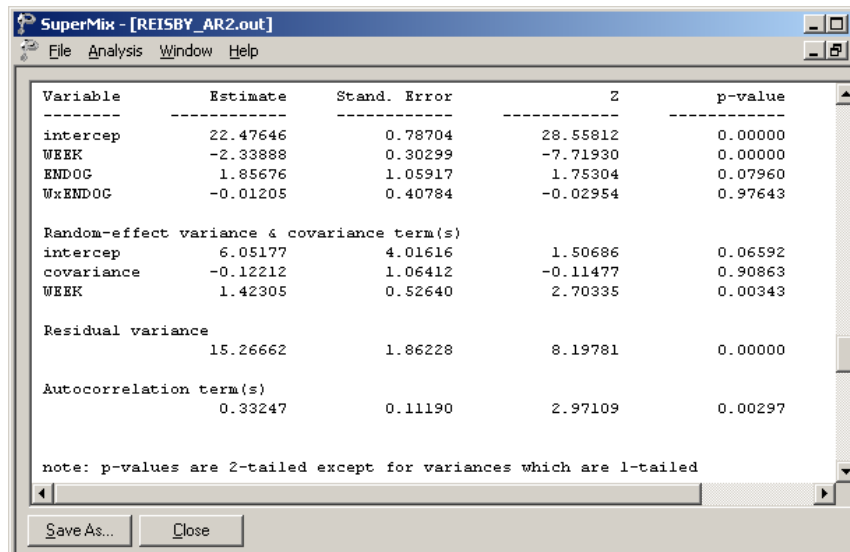 SuperMix - [REISBY_AR2.out]
File Analysis Window Help
Variable Estimate Stand. Error Z p-value
-------- ------------ ------------ ------------ ------------
intercep 22.47646 0.78704 28.55812 0.00000
WEEK -2.33888 0.30299 -7.71930 0.00000
ENDOG 1.85676 1.05917 1.75304 0.07960
WxENDOG -0.01205 0.40784 -0.02954 0.97643
Random-effect variance & covariance term(s)
intercep 6.05177 4.01616 1.50686 0.06592
covariance -0.12212 1.06412 -0.11477 0.90863
WEEK 1.42305 0.52640 2.70335 0.00343
Residual variance
15.26662 1.86228 8.19781 0.00000
Autocorrelation term(s)
0.33247 0.11190 2.97109 0.00297
note: p-values are 2-tailed except for variances which are 1-tailed
Save As... Close